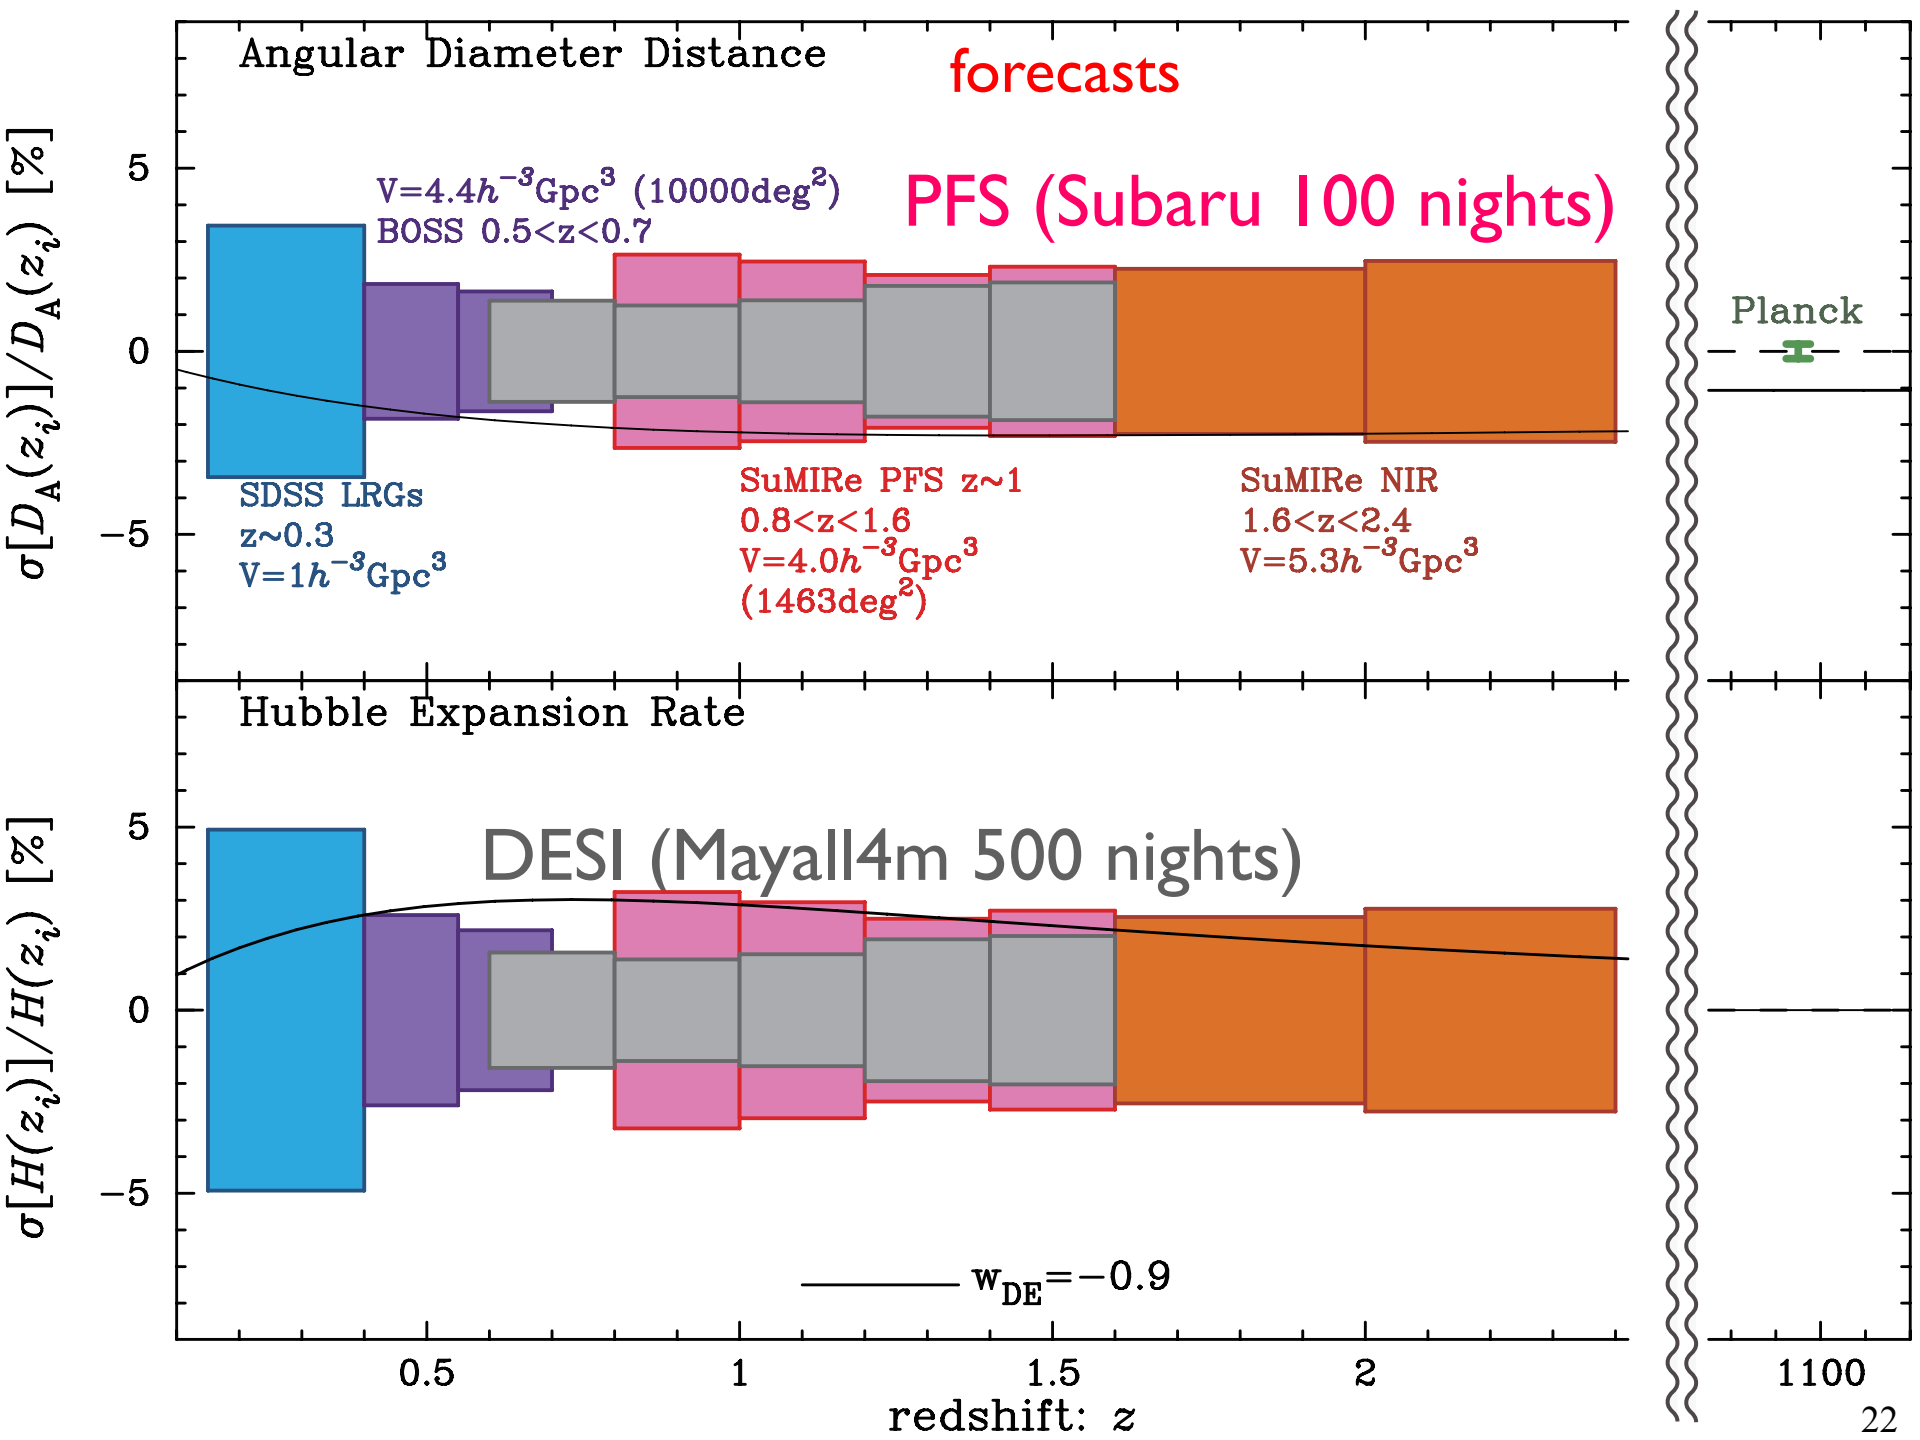 Angular Diameter Distance
forecasts
V=4.4h⁻³Gpc³ (10000deg²)
BOSS 0.5<z<0.7
PFS (Subaru 100 nights)
σ[D_A(z_i)]/D_A(z_i) [%]
5
0
−5
Planck
SDSS LRGs
z~0.3
V=1h⁻³Gpc³
SuMIRe PFS z~1
0.8<z<1.6
V=4.0h⁻³Gpc³
(1463deg²)
SuMIRe NIR
1.6<z<2.4
V=5.3h⁻³Gpc³
Hubble Expansion Rate
DESI (Mayall4m 500 nights)
σ[H(z_i)]/H(z_i) [%]
5
0
−5
w_DE=−0.9
0.5 1 1.5 2 1100
redshift: z
22